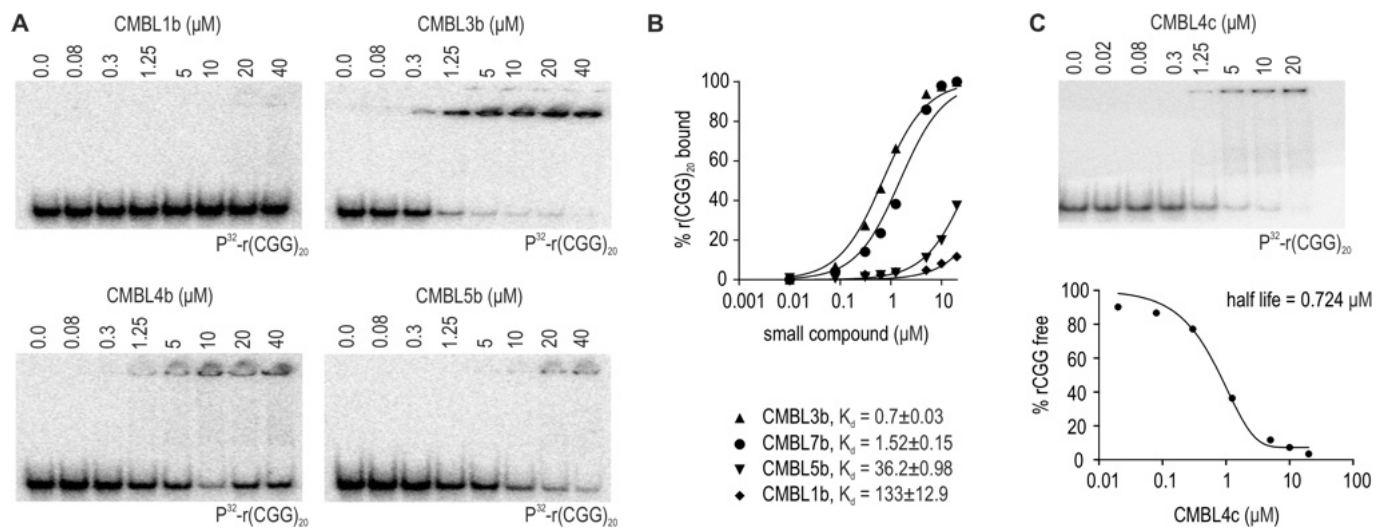 A
CMBL1b (µM)
0.0 0.08 0.3 1.25 5 10 20 40
P³²-r(CGG)₂₀
CMBL3b (µM)
0.0 0.08 0.3 1.25 5 10 20 40
P³²-r(CGG)₂₀
CMBL4b (µM)
0.0 0.08 0.3 1.25 5 10 20 40
P³²-r(CGG)₂₀
CMBL5b (µM)
0.0 0.08 0.3 1.25 5 10 20 40
P³²-r(CGG)₂₀
B
% r(CGG)₂₀ bound
100
80
60
40
20
0
0.001 0.01 0.1 1 10
small compound (µM)
CMBL3b, K_d = 0.7±0.03
CMBL7b, K_d = 1.52±0.15
CMBL5b, K_d = 36.2±0.98
CMBL1b, K_d = 133±12.9
C
CMBL4c (µM)
0.0 0.02 0.08 0.3 1.25 5 10 20
P³²-r(CGG)₂₀
half life = 0.724 µM
% rCGG free
100
80
60
40
20
0
0.01 0.1 1 10 100
CMBL4c (µM)